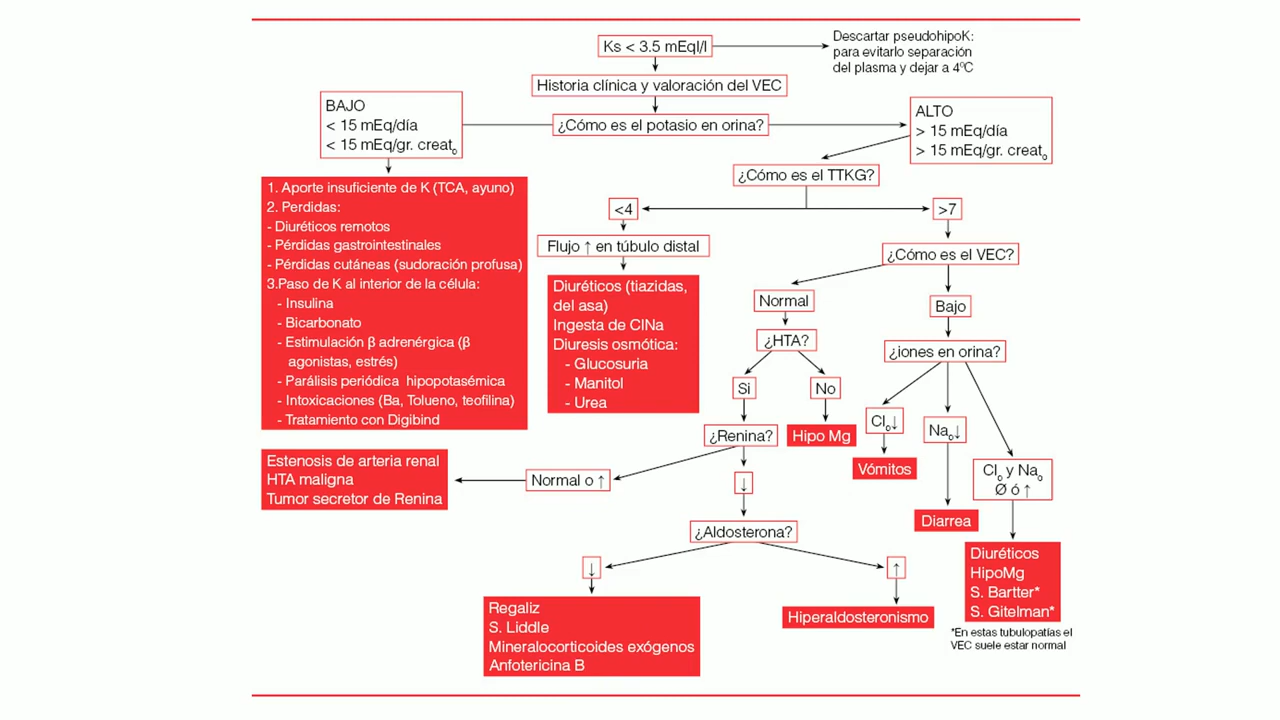 Ks < 3.5 mEql/l
Descartar pseudohipoK:
para evitarlo separación
del plasma y dejar a 4ºC
Historia clínica y valoración del VEC
¿Cómo es el potasio en orina?
BAJO
< 15 mEq/día
< 15 mEq/gr. creato
ALTO
> 15 mEq/día
> 15 mEq/gr. creato
1. Aporte insuficiente de K (TCA, ayuno)
2. Perdidas:
- Diuréticos remotos
- Pérdidas gastrointestinales
- Pérdidas cutáneas (sudoración profusa)
3.Paso de K al interior de la célula:
- Insulina
- Bicarbonato
- Estimulación β adrenérgica (β
agonistas, estrés)
- Parálisis periódica hipopotasémica
- Intoxicaciones (Ba, Tolueno, teofilina)
- Tratamiento con Digibind
¿Cómo es el TTKG?
<4
>7
Flujo ↑ en túbulo distal
Diuréticos (tiazidas,
del asa)
Ingesta de ClNa
Diuresis osmótica:
- Glucosuria
- Manitol
- Urea
¿Cómo es el VEC?
Normal
Bajo
¿HTA?
¿iones en orina?
Si
No
Clo↓
Nao↓
¿Renina?
Hipo Mg
Vómitos
Clo y Nao
Ø ó ↑
Estenosis de arteria renal
HTA maligna
Tumor secretor de Renina
Normal o ↑
↓
Diarrea
¿Aldosterona?
↓
↑
Diuréticos
HipoMg
S. Bartter*
S. Gitelman*
Regaliz
S. Liddle
Mineralocorticoides exógenos
Anfotericina B
Hiperaldosteronismo
*En estas tubulopatías el
VEC suele estar normal